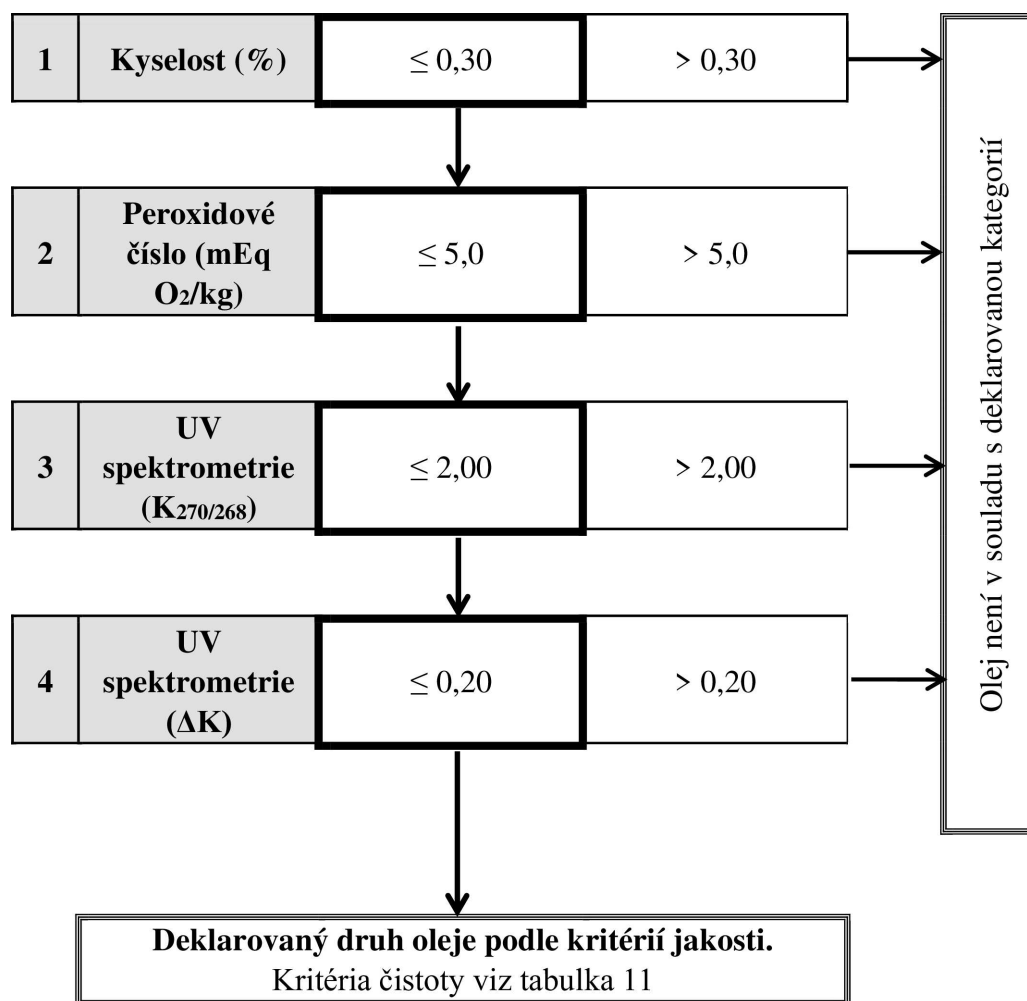 1 Kyselost (%) ≤ 0,30 > 0,30
2 Peroxidové
číslo (mEq
O₂/kg) ≤ 5,0 > 5,0
3 UV
spektrometrie
(K₂₇₀/₂₆₈) ≤ 2,00 > 2,00
4 UV
spektrometrie
(ΔK) ≤ 0,20 > 0,20
Olej není v souladu s deklarovanou kategorií
Deklarovaný druh oleje podle kritérií jakosti.
Kritéria čistoty viz tabulka 11